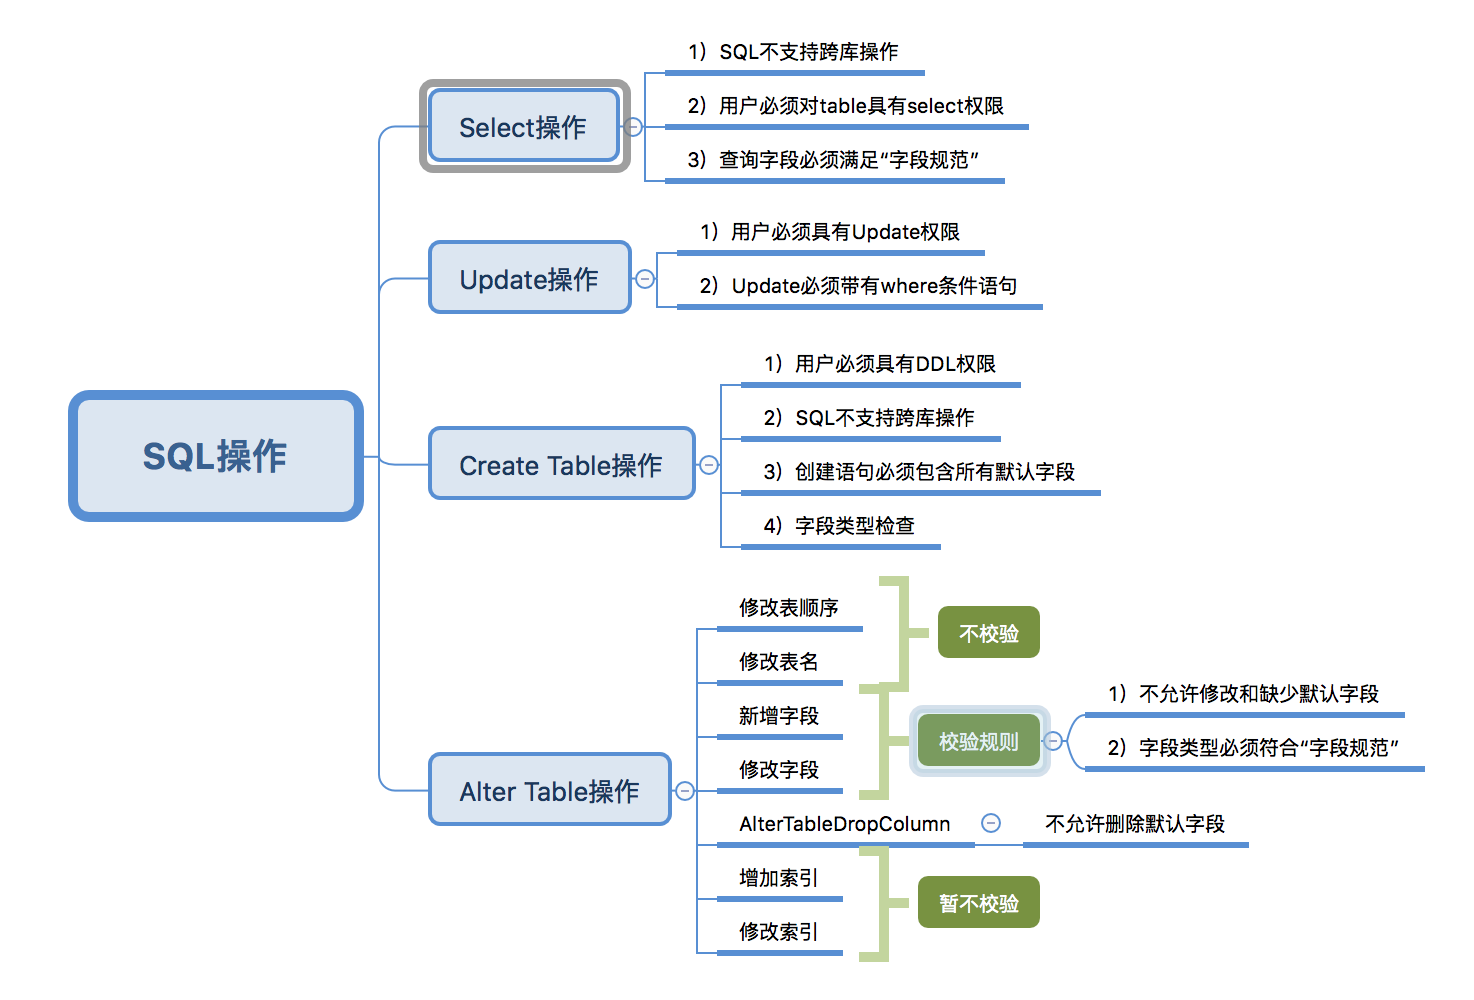 SQL操作
Select操作
1）SQL不支持跨库操作
2）用户必须对table具有select权限
3）查询字段必须满足“字段规范”
Update操作
1）用户必须具有Update权限
2）Update必须带有where条件语句
Create Table操作
1）用户必须具有DDL权限
2）SQL不支持跨库操作
3）创建语句必须包含所有默认字段
4）字段类型检查
Alter Table操作
修改表顺序
修改表名
不校验
新增字段
修改字段
校验规则
1）不允许修改和缺少默认字段
2）字段类型必须符合“字段规范”
AlterTableDropColumn
不允许删除默认字段
增加索引
修改索引
暂不校验